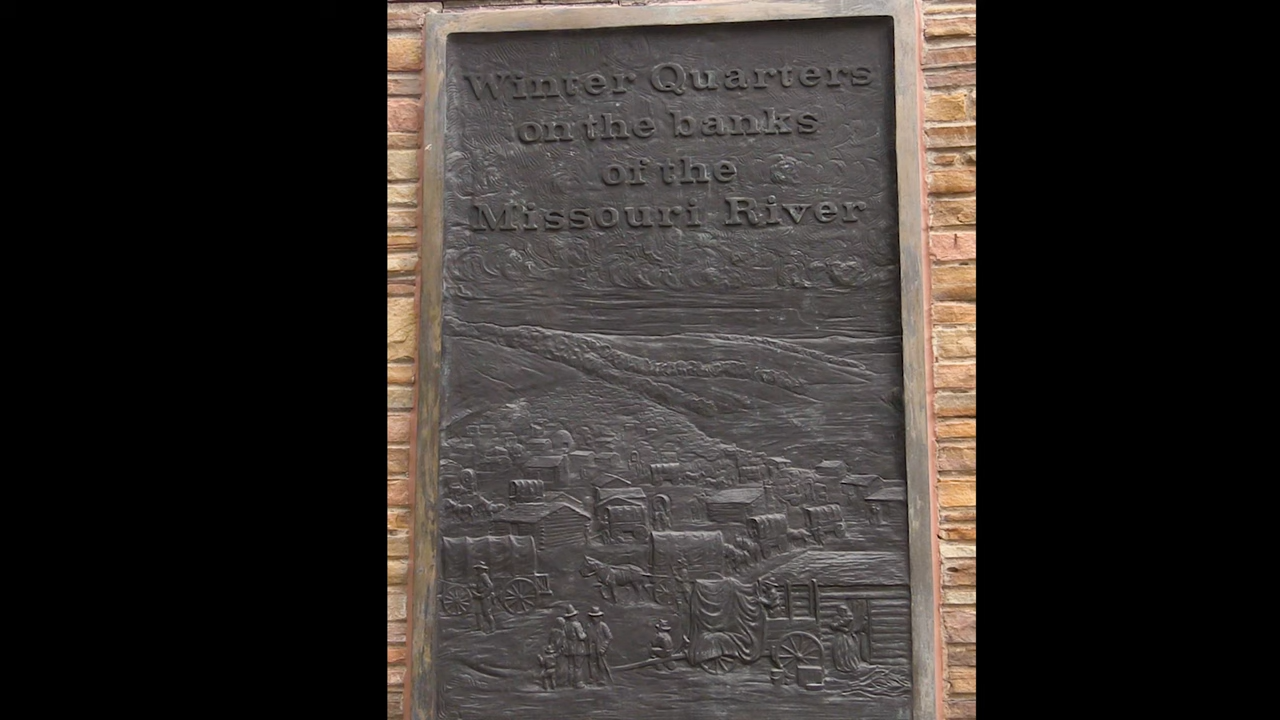 Winter Quarters
on the banks
of the
Missouri River